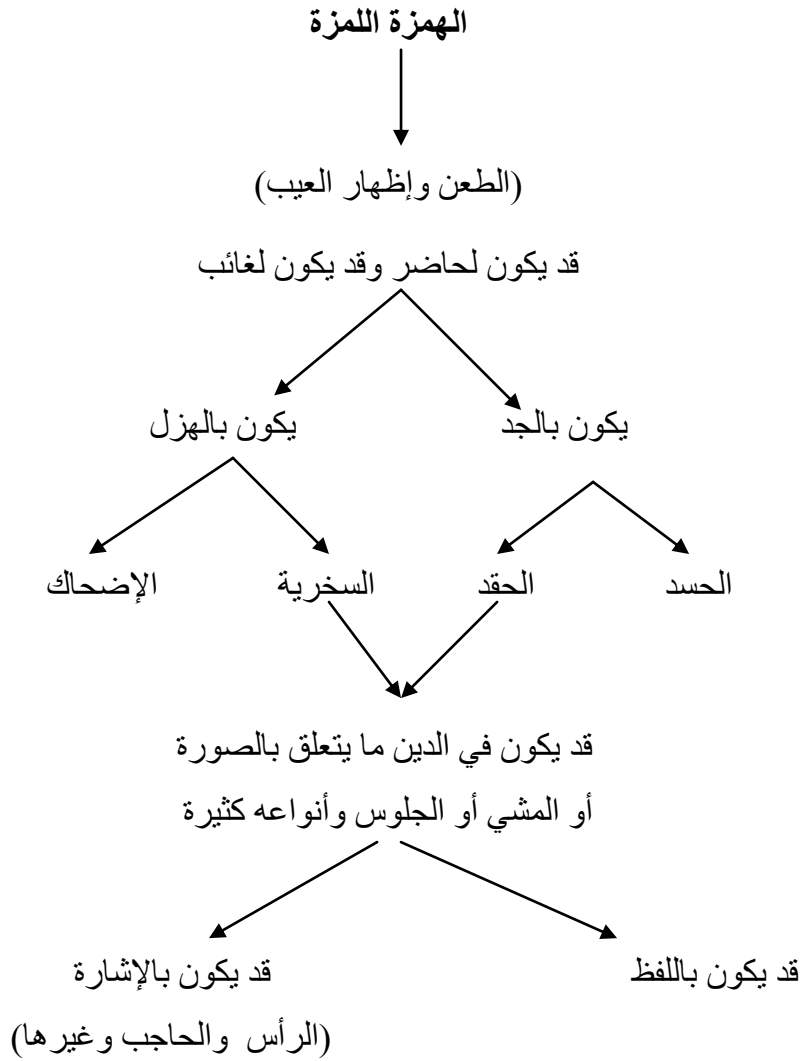 الهمزة اللمزة
(الطعن وإظهار العيب)
قد يكون لحاضر وقد يكون لغائب
يكون بالجد
يكون بالهزل
الحسد
الحقد
السخرية
الإضحاك
قد يكون في الدين ما يتعلق بالصورة
أو المشي أو الجلوس وأنواعه كثيرة
قد يكون باللفظ
قد يكون بالإشارة
(الرأس والحاجب وغيرها)